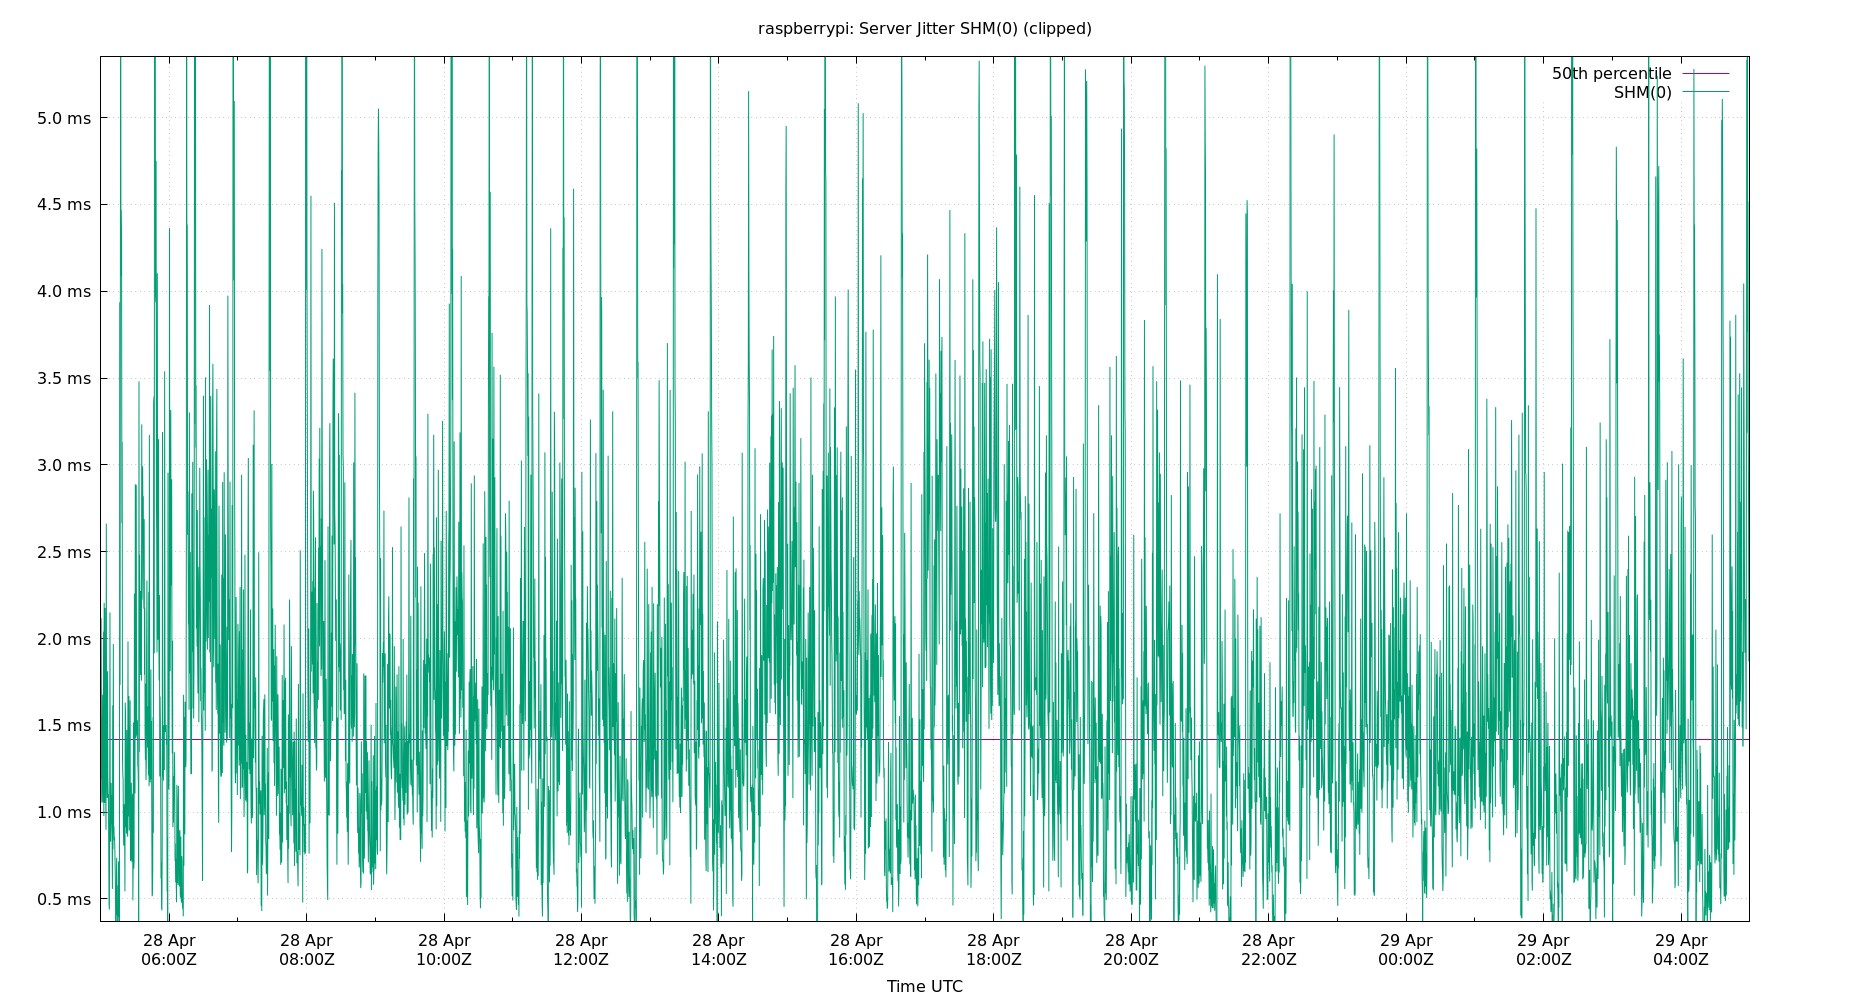 raspberrypi: Server Jitter SHM(0) (clipped)
50th percentile
SHM(0)
5.0 ms
4.5 ms
4.0 ms
3.5 ms
3.0 ms
2.5 ms
2.0 ms
1.5 ms
1.0 ms
0.5 ms
28 Apr 28 Apr 28 Apr 28 Apr 28 Apr 28 Apr 28 Apr 28 Apr 28 Apr 29 Apr 29 Apr 29 Apr
06:00Z 08:00Z 10:00Z 12:00Z 14:00Z 16:00Z 18:00Z 20:00Z 22:00Z 00:00Z 02:00Z 04:00Z
Time UTC